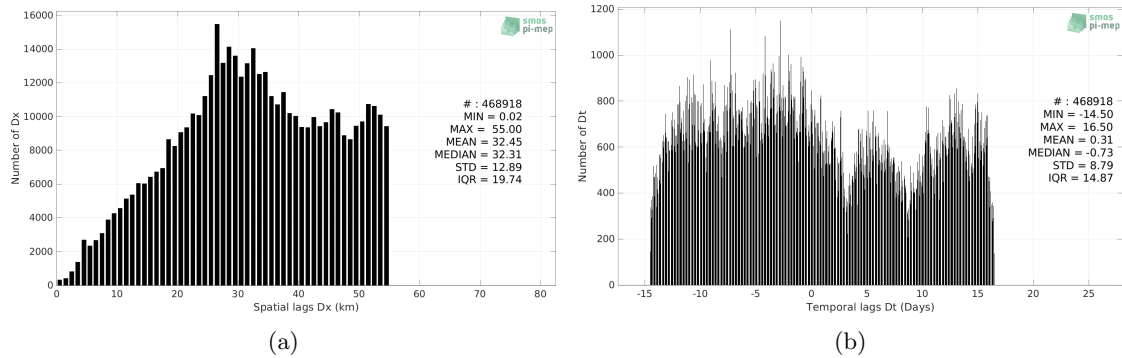 16000
14000
12000
10000
8000
6000
4000
2000
0
Number of Dx
0 10 20 30 40 50 60 70 80
Spatial lags Dx (km)
smos
pi-mep
# : 468918
MIN = 0.02
MAX = 55.00
MEAN = 32.45
MEDIAN = 32.31
STD = 12.89
IQR = 19.74
(a)
1200
1000
800
600
400
200
0
Number of Dt
-15 -10 -5 0 5 10 15 20 25
Temporal lags Dt (Days)
smos
pi-mep
# : 468918
MIN = -14.50
MAX = 16.50
MEAN = 0.31
MEDIAN = -0.73
STD = 8.79
IQR = 14.87
(b)